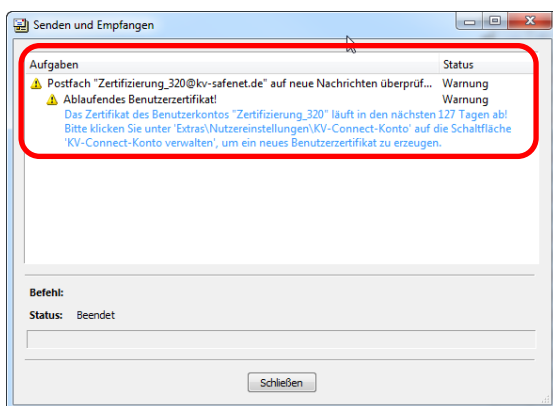 Senden und Empfangen
Aufgaben Status
Postfach "Zertifizierung_320@kv-safenet.de" auf neue Nachrichten überprüf... Warnung
Ablaufendes Benutzerzertifikat! Warnung
Das Zertifikat des Benutzerkontos "Zertifizierung_320" läuft in den nächsten 127 Tagen ab!
Bitte klicken Sie unter 'Extras\Nutzereinstellungen\KV-Connect-Konto' auf die Schaltfläche
'KV-Connect-Konto verwalten', um ein neues Benutzerzertifikat zu erzeugen.
Befehl:
Status: Beendet
Schließen